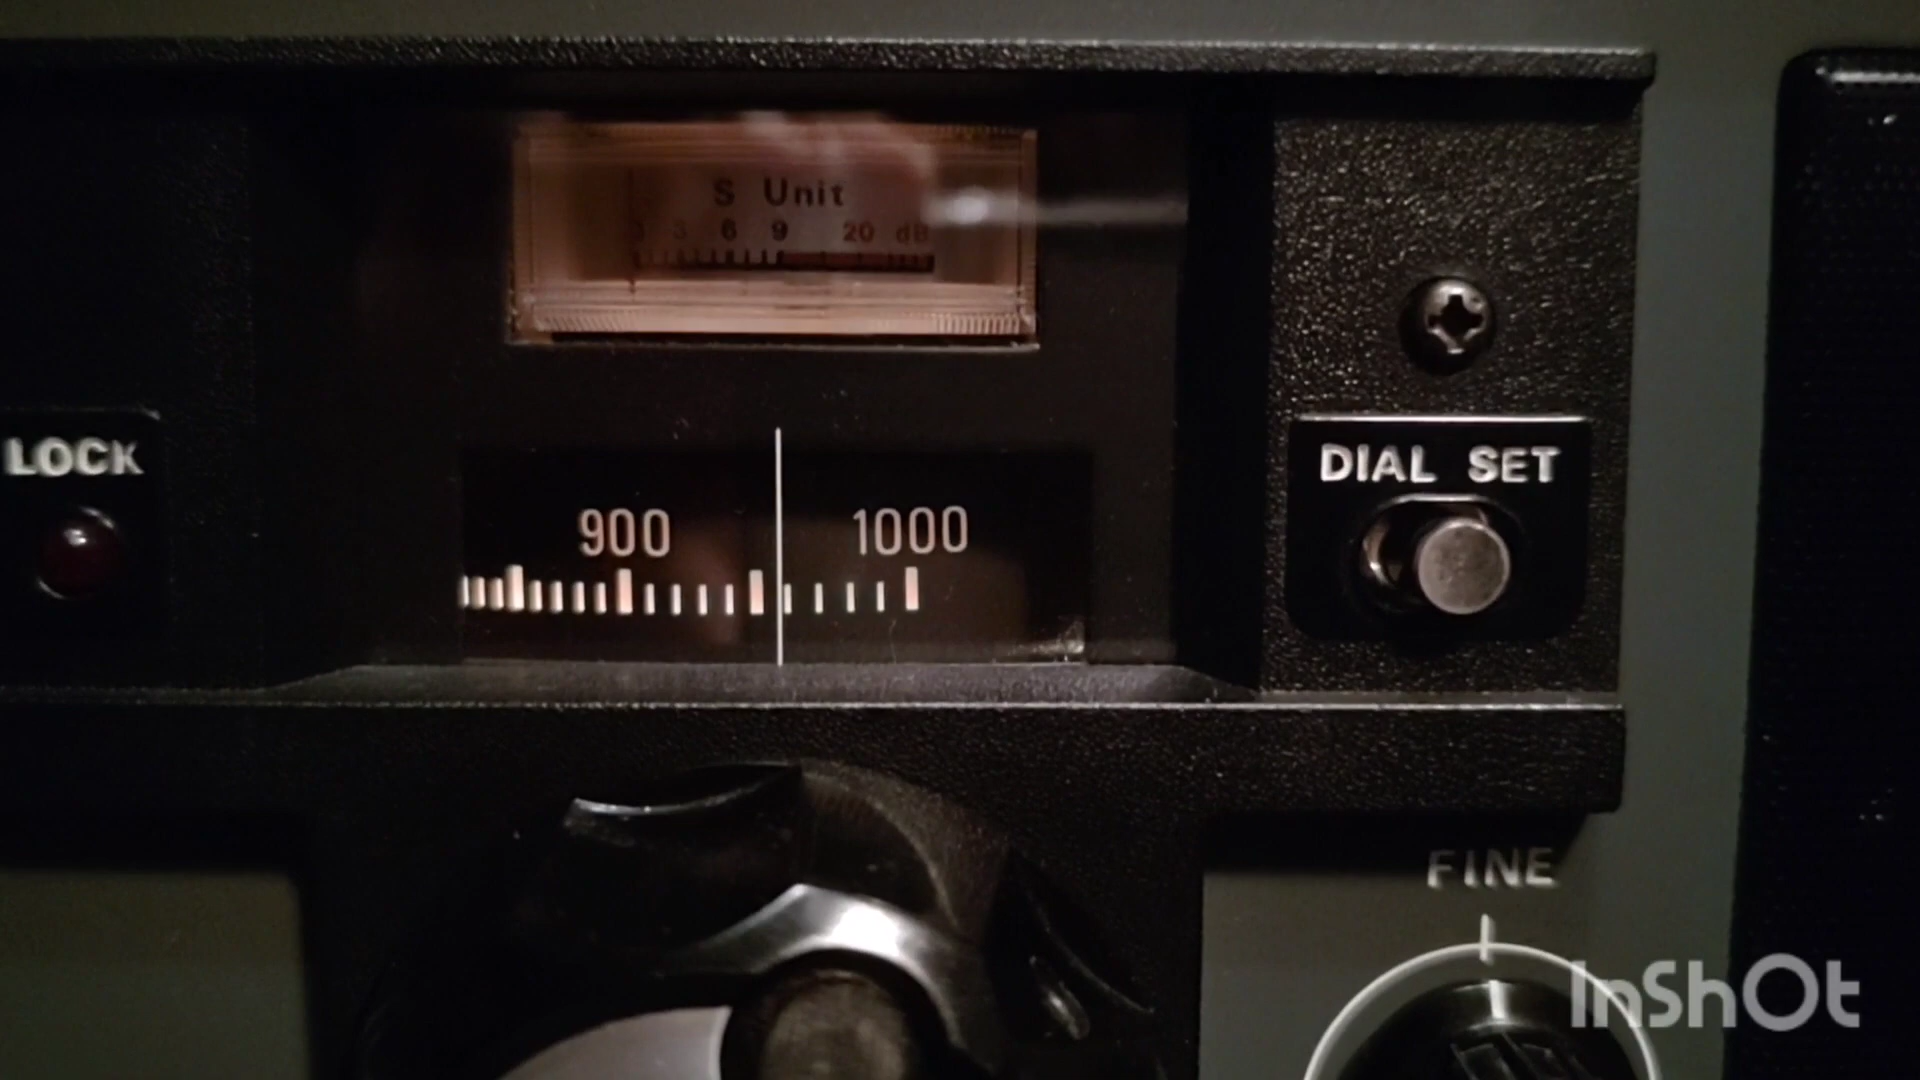 S Unit
3 6 9 20 dB
LOCK
900 1000
DIAL SET
FINE
InShOt